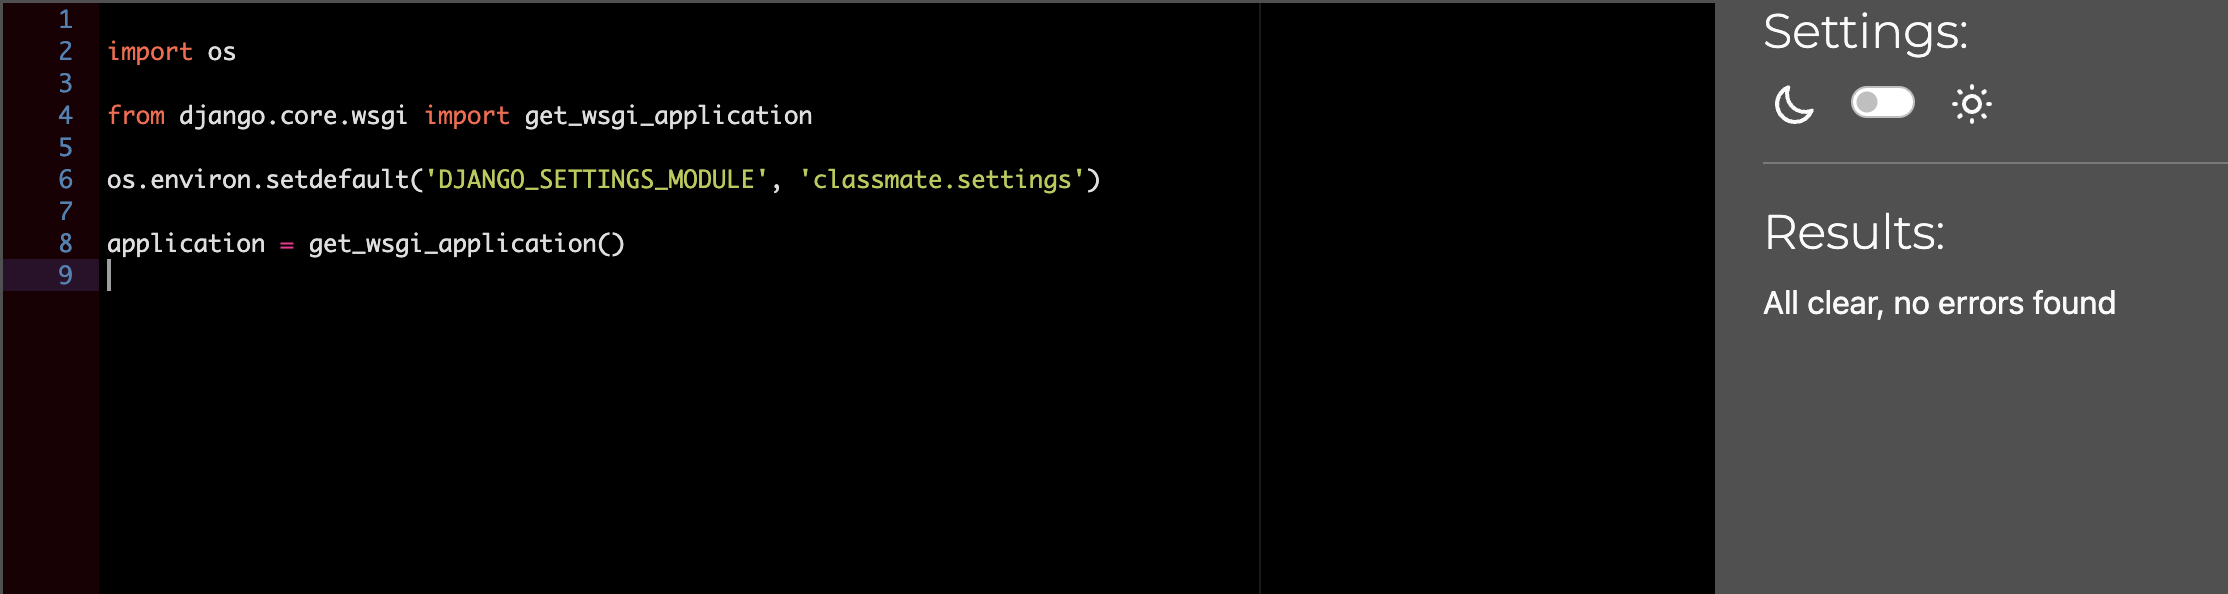 1
2 import os
3
4 from django.core.wsgi import get_wsgi_application
5
6 os.environ.setdefault('DJANGO_SETTINGS_MODULE', 'classmate.settings')
7
8 application = get_wsgi_application()
9
Settings:
Results:
All clear, no errors found